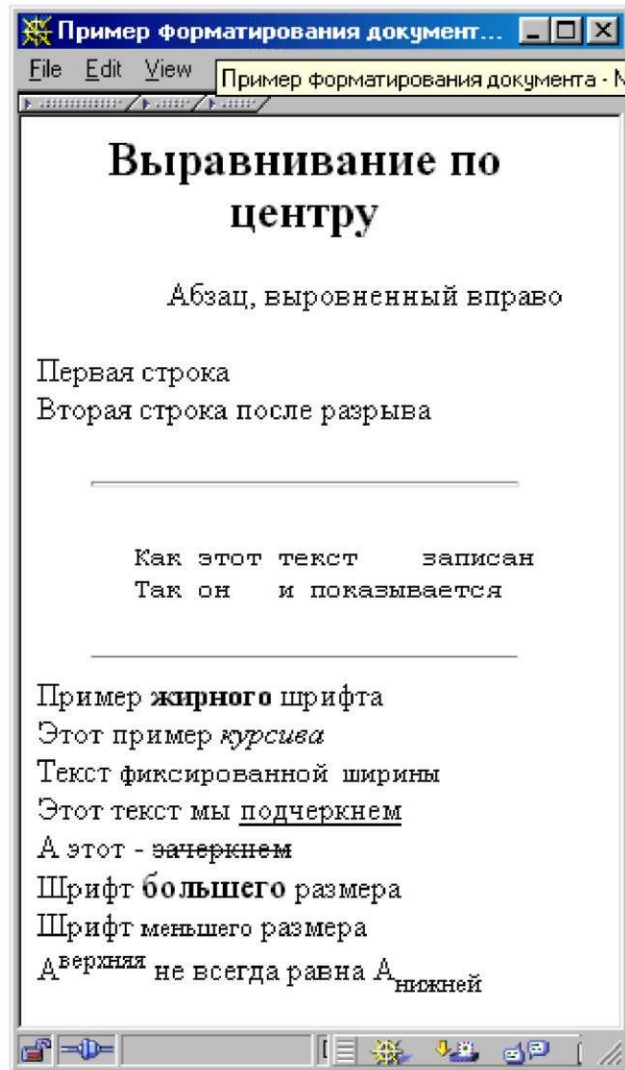 Пример форматирования документ...
File Edit View
Пример форматирования документа - N
Выравнивание по
центру
Абзац, выровненный вправо
Первая строка
Вторая строка после разрыва
Как этот текст    записан
Так он   и показывается
Пример жирного шрифта
Этот пример курсива
Текст фиксированной ширины
Этот текст мы подчеркнем
А этот - зачеркнем
Шрифт большего размера
Шрифт меньшего размера
Аверхняя не всегда равна Анижней